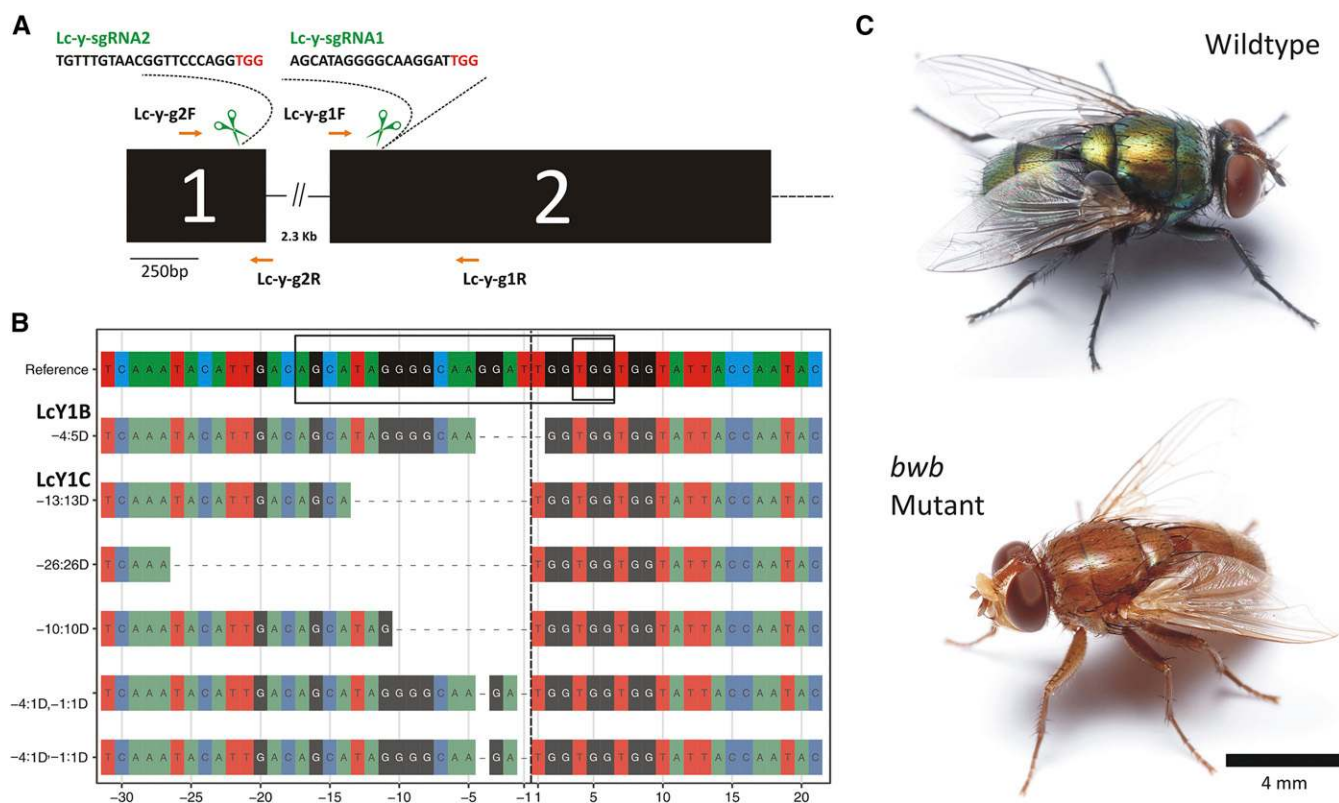 A
Lc-y-sgRNA2
TGTTTGTAACGGTTCCCAGGTGG
Lc-y-sgRNA1
AGCATAGGGGCAAGGATTGG
Lc-y-g2F
Lc-y-g1F
1
2
2.3 Kb
250bp
Lc-y-g2R
Lc-y-g1R
B
Reference T C A A A T A C A T T G A C A G C A T A G G G G C A A G G A T T G G T G G T G G T A T T A C C A A T A C
LcY1B
−4:5D T C A A A T A C A T T G A C A G C A T A G G G G C A A - - - - - G G T G G T G G T A T T A C C A A T A C
LcY1C
−13:13D T C A A A T A C A T T G A C A G C A - - - - - - - - - - - - - T G G T G G T G G T A T T A C C A A T A C
−26:26D T C A A A - - - - - - - - - - - - - - - - - - - - - - - - - - T G G T G G T G G T A T T A C C A A T A C
−10:10D T C A A A T A C A T T G A C A G C A T A G - - - - - - - - - - T G G T G G T G G T A T T A C C A A T A C
−4:1D,−1:1D T C A A A T A C A T T G A C A G C A T A G G G G C A A - G A - T G G T G G T G G T A T T A C C A A T A C
−4:1D,−1:1D T C A A A T A C A T T G A C A G C A T A G G G G C A A - G A - T G G T G G T G G T A T T A C C A A T A C
−30 −25 −20 −15 −10 −5 −1 1 5 10 15 20
C
Wildtype
bwb
Mutant
4 mm